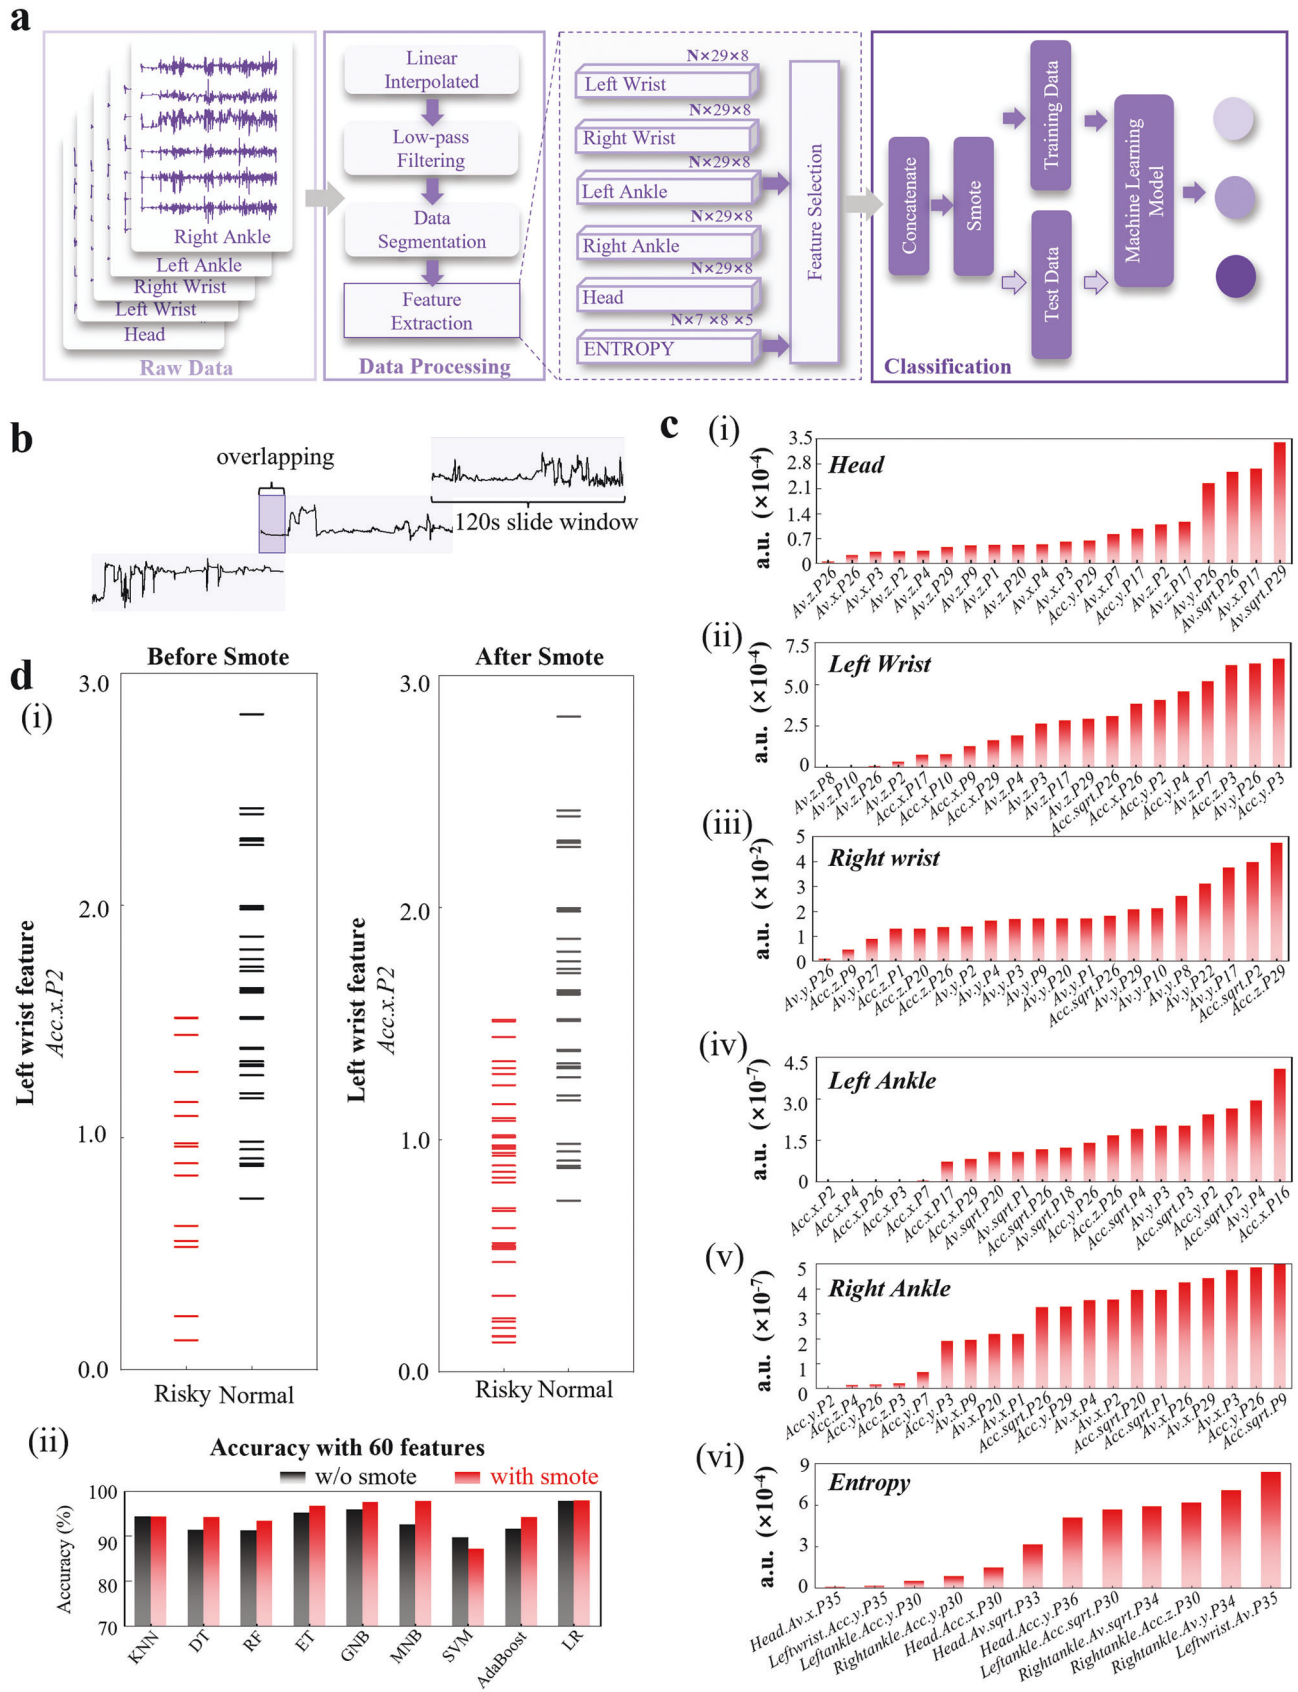 a
Right Ankle
Left Ankle
Right Wrist
Left Wrist
Head
Raw Data
Linear
Interpolated
Low-pass
Filtering
Data
Segmentation
Feature
Extraction
Data Processing
N×29×8
Left Wrist
N×29×8
Right Wrist
N×29×8
Left Ankle
N×29×8
Right Ankle
N×29×8
Head
N×7 ×8 ×5
ENTROPY
Feature Selection
Concatenate
Smote
Training Data
Test Data
Machine Learning
Model
Classification
b
overlapping
120s slide window
c
(i)
Head
a.u. (×10-4)
3.5
2.8
2.1
1.4
0.7
0
Av.z.P26
Av.x.P26
Av.x.P3
Av.z.P2
Av.z.P4
Av.z.P29
Av.z.P9
Av.z.P1
Av.z.P20
Av.x.P4
Av.x.P3
Acc.y.P29
Av.x.P7
Acc.y.P17
Av.z.P2
Av.z.P17
Av.y.P26
Av.sqrt.P26
Av.x.P17
Av.sqrt.P29
(ii)
Left Wrist
a.u. (×10-4)
7.5
5.0
2.5
0
Av.z.P8
Av.z.P10
Av.z.P26
Av.z.P2
Acc.x.P17
Acc.x.P10
Acc.x.P9
Acc.x.P29
Av.z.P4
Av.z.P3
Av.z.P17
Av.z.P29
Acc.sqrt.P26
Acc.x.P26
Acc.y.P2
Acc.y.P4
Av.z.P7
Acc.z.P3
Av.y.P26
Acc.y.P3
(iii)
Right wrist
a.u. (×10-2)
5
4
3
2
1
0
Av.y.P26
Acc.z.P9
Av.y.P27
Acc.z.P1
Acc.z.P20
Acc.z.P26
Av.y.P2
Av.y.P4
Av.y.P3
Av.y.P9
Av.y.P20
Av.y.P1
Acc.sqrt.P26
Av.y.P29
Av.y.P10
Av.y.P8
Av.y.P22
Av.y.P17
Acc.sqrt.P2
Acc.z.P29
(iv)
Left Ankle
a.u. (×10-7)
4.5
3.0
1.5
0
Acc.x.P2
Acc.x.P4
Acc.x.P26
Acc.x.P3
Acc.x.P7
Acc.x.P17
Acc.x.P29
Av.sqrt.P20
Av.sqrt.P1
Acc.sqrt.P26
Av.sqrt.P18
Acc.y.P26
Acc.z.P26
Acc.sqrt.P4
Av.y.P3
Acc.sqrt.P3
Acc.y.P2
Acc.sqrt.P2
Av.y.P4
Acc.x.P16
(v)
Right Ankle
a.u. (×10-7)
5
4
3
2
1
0
Acc.y.P2
Acc.z.P4
Acc.y.P26
Acc.z.P3
Acc.y.P7
Acc.y.P3
Av.x.P9
Av.x.P20
Av.x.P1
Acc.sqrt.P26
Acc.y.P29
Av.x.P4
Av.x.P2
Acc.sqrt.P20
Acc.sqrt.P1
Av.x.P26
Av.x.P29
Av.x.P3
Acc.y.P26
Acc.sqrt.P9
(vi)
Entropy
a.u. (×10-4)
9
6
3
0
Head.Av.x.P35
Leftwrist.Acc.y.P35
Leftankle.Acc.y.P30
Rightankle.Acc.y.P30
Head.Acc.x.P30
Head.Av.sqrt.P33
Head.Acc.y.P36
Leftankle.Acc.sqrt.P30
Rightankle.Av.sqrt.P34
Rightankle.Acc.z.P30
Rightankle.Av.y.P34
Leftwrist.Av.P35
d
(i)
Before Smote
Left wrist feature
Acc.x.P2
3.0
2.0
1.0
0.0
Risky Normal
After Smote
Left wrist feature
Acc.x.P2
3.0
2.0
1.0
0.0
Risky Normal
(ii)
Accuracy with 60 features
w/o smote
with smote
Accuracy (%)
100
90
80
70
KNN
DT
RF
ET
GNB
MNB
SVM
AdaBoost
LR